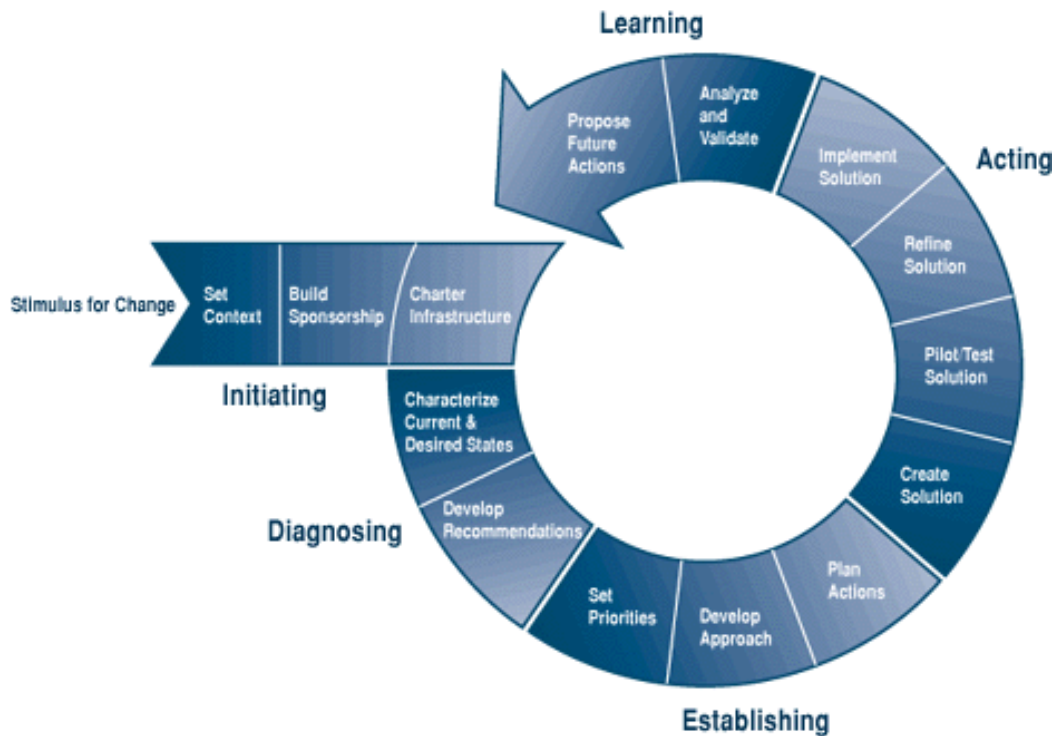 Learning
Analyze
and
Validate
Propose
Future
Actions
Implement
Solution
Acting
Refine
Solution
Stimulus for Change
Set
Context
Build
Sponsorship
Charter
Infrastructure
Pilot/Test
Solution
Initiating
Characterize
Current &
Desired States
Create
Solution
Diagnosing
Develop
Recommendations
Plan
Actions
Set
Priorities
Develop
Approach
Establishing